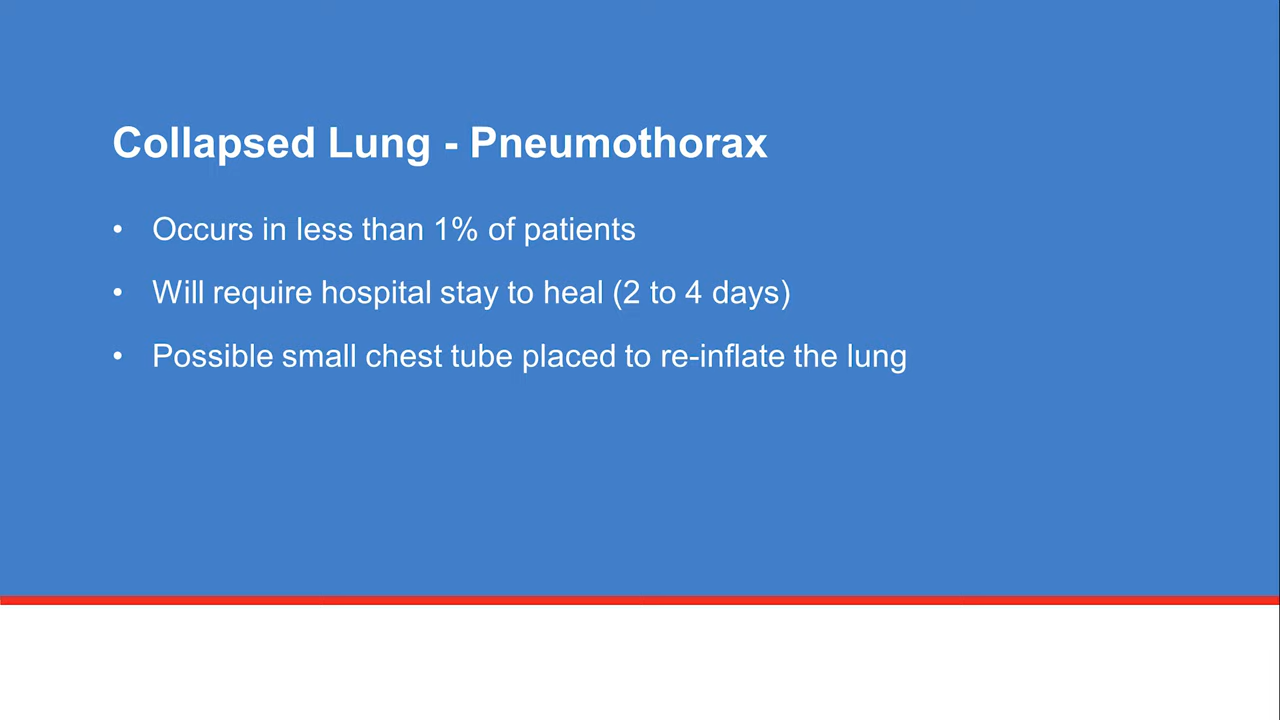 Collapsed Lung - Pneumothorax
• Occurs in less than 1% of patients
• Will require hospital stay to heal (2 to 4 days)
• Possible small chest tube placed to re-inflate the lung